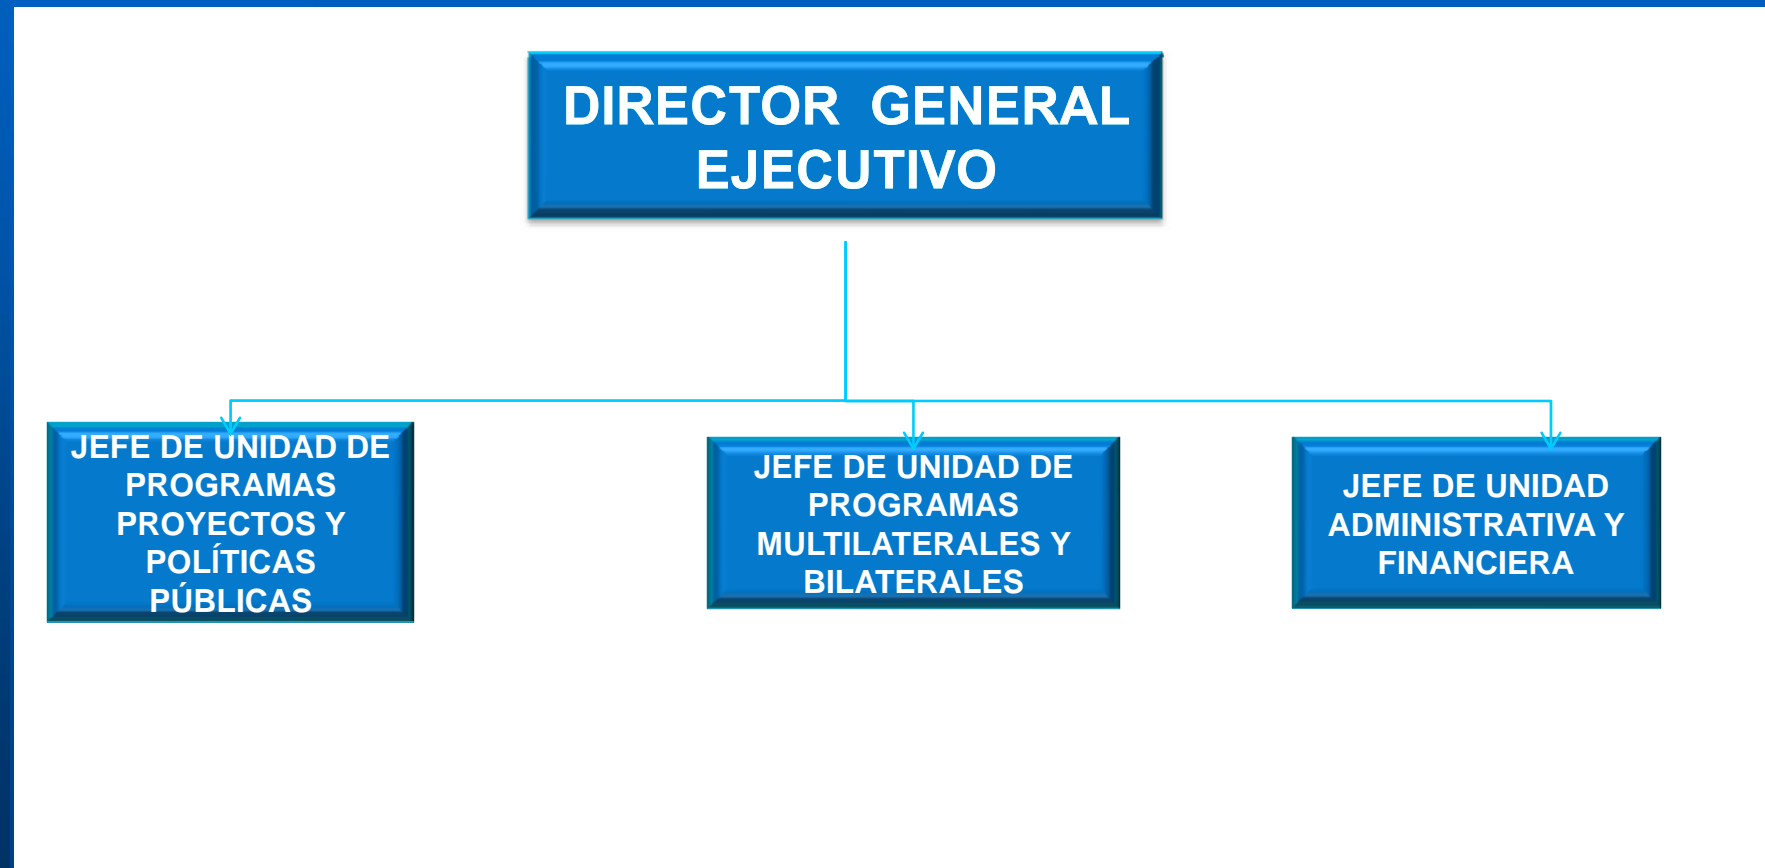 DIRECTOR GENERAL
EJECUTIVO
JEFE DE UNIDAD DE
PROGRAMAS
PROYECTOS Y
POLÍTICAS
PÚBLICAS
JEFE DE UNIDAD DE
PROGRAMAS
MULTILATERALES Y
BILATERALES
JEFE DE UNIDAD
ADMINISTRATIVA Y
FINANCIERA